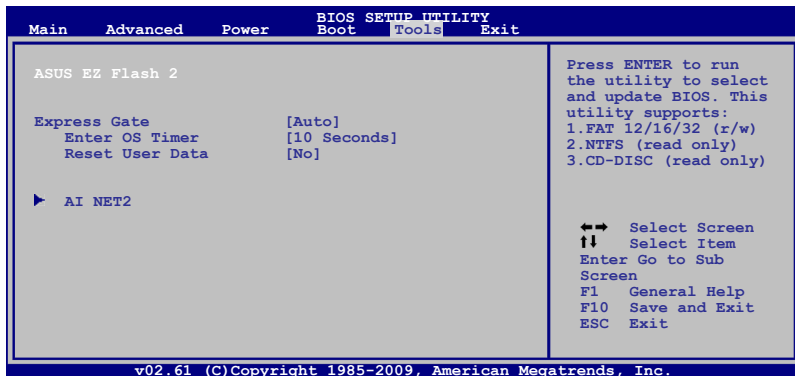 BIOS SETUP UTILITY
Main Advanced Power Boot Tools Exit
ASUS EZ Flash 2
Express Gate [Auto]
Enter OS Timer [10 Seconds]
Reset User Data [No]
AI NET2
Press ENTER to run
the utility to select
and update BIOS. This
utility supports:
1.FAT 12/16/32 (r/w)
2.NTFS (read only)
3.CD-DISC (read only)
←→ Select Screen
↑↓ Select Item
Enter Go to Sub
Screen
F1 General Help
F10 Save and Exit
ESC Exit
v02.61 (C)Copyright 1985-2009, American Megatrends, Inc.